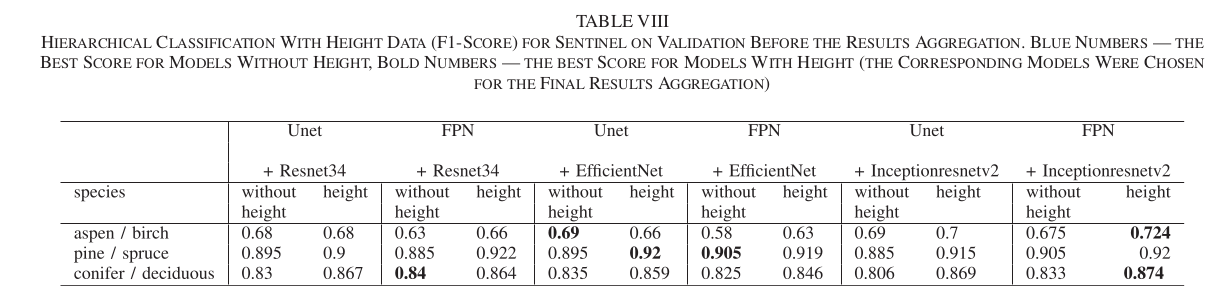 TABLE VIII
HIERARCHICAL CLASSIFICATION WITH HEIGHT DATA (F1-SCORE) FOR SENTINEL ON VALIDATION BEFORE THE RESULTS AGGREGATION. BLUE NUMBERS — THE
BEST SCORE FOR MODELS WITHOUT HEIGHT, BOLD NUMBERS — THE BEST SCORE FOR MODELS WITH HEIGHT (THE CORRESPONDING MODELS WERE CHOSEN
FOR THE FINAL RESULTS AGGREGATION)
Unet FPN Unet FPN Unet FPN
+ Resnet34 + Resnet34 + EfficientNet + EfficientNet + Inceptionresnetv2 + Inceptionresnetv2
species without height without height without height without height without height without height
height height height height height height
aspen / birch 0.68 0.68 0.63 0.66 0.69 0.66 0.58 0.63 0.69 0.7 0.675 0.724
pine / spruce 0.895 0.9 0.885 0.922 0.895 0.92 0.905 0.919 0.885 0.915 0.905 0.92
conifer / deciduous 0.83 0.867 0.84 0.864 0.835 0.859 0.825 0.846 0.806 0.869 0.833 0.874